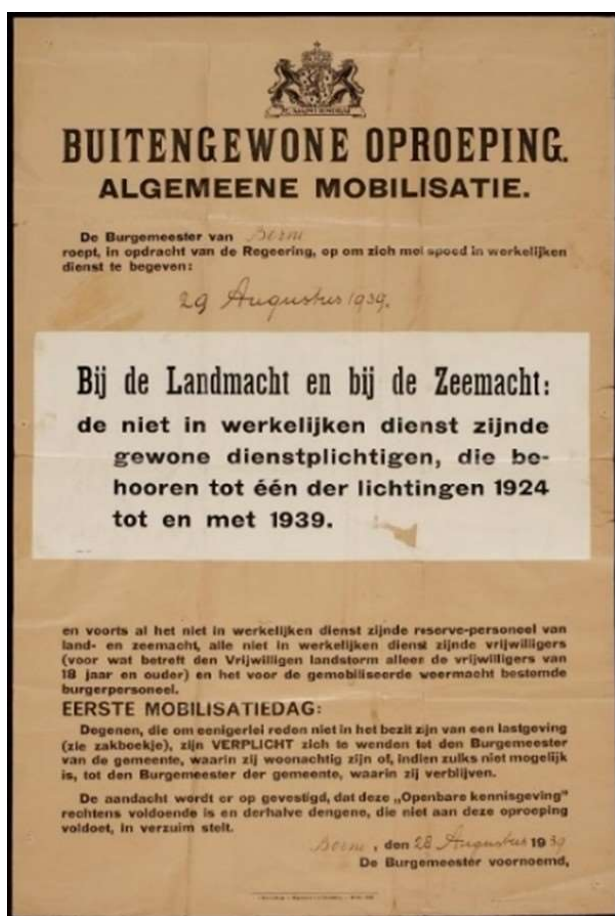 BUITENGEWONE OPROEPING.
ALGEMEENE MOBILISATIE.
De Burgemeester van Borne
roept, in opdracht van de Regeering, op om zich met spoed in werkelijken
dienst te begeven:
29 Augustus 1939.
Bij de Landmacht en bij de Zeemacht:
de niet in werkelijken dienst zijnde
gewone dienstplichtigen, die be-
hooren tot één der lichtingen 1924
tot en met 1939.
en voorts al het niet in werkelijken dienst zijnde reserve-personeel van
land- en zeemacht, alle niet in werkelijken dienst zijnde vrijwilligers
(voor wat betreft den Vrijwilligen landstorm alleen de vrijwilligers van
18 jaar en ouder) en het voor de gemobiliseerde weermacht bestemde
burgerpersoneel.
EERSTE MOBILISATIEDAG:
Degenen, die om eenigerlei reden niet in het bezit zijn van een lastgeving
(zie zakboekje), zijn VERPLICHT zich te wenden tot den Burgemeester
van de gemeente, waarin zij woonachtig zijn of, indien zulks niet mogelijk
is, tot den Burgemeester der gemeente, waarin zij verblijven.
De aandacht wordt er op gevestigd, dat deze „Openbare kennisgeving”
rechtens voldoende is en derhalve dengene, die niet aan deze oproeping
voldoet, in verzuim stelt.
Borne, den 28 Augustus 1939
De Burgemeester voornoemd,